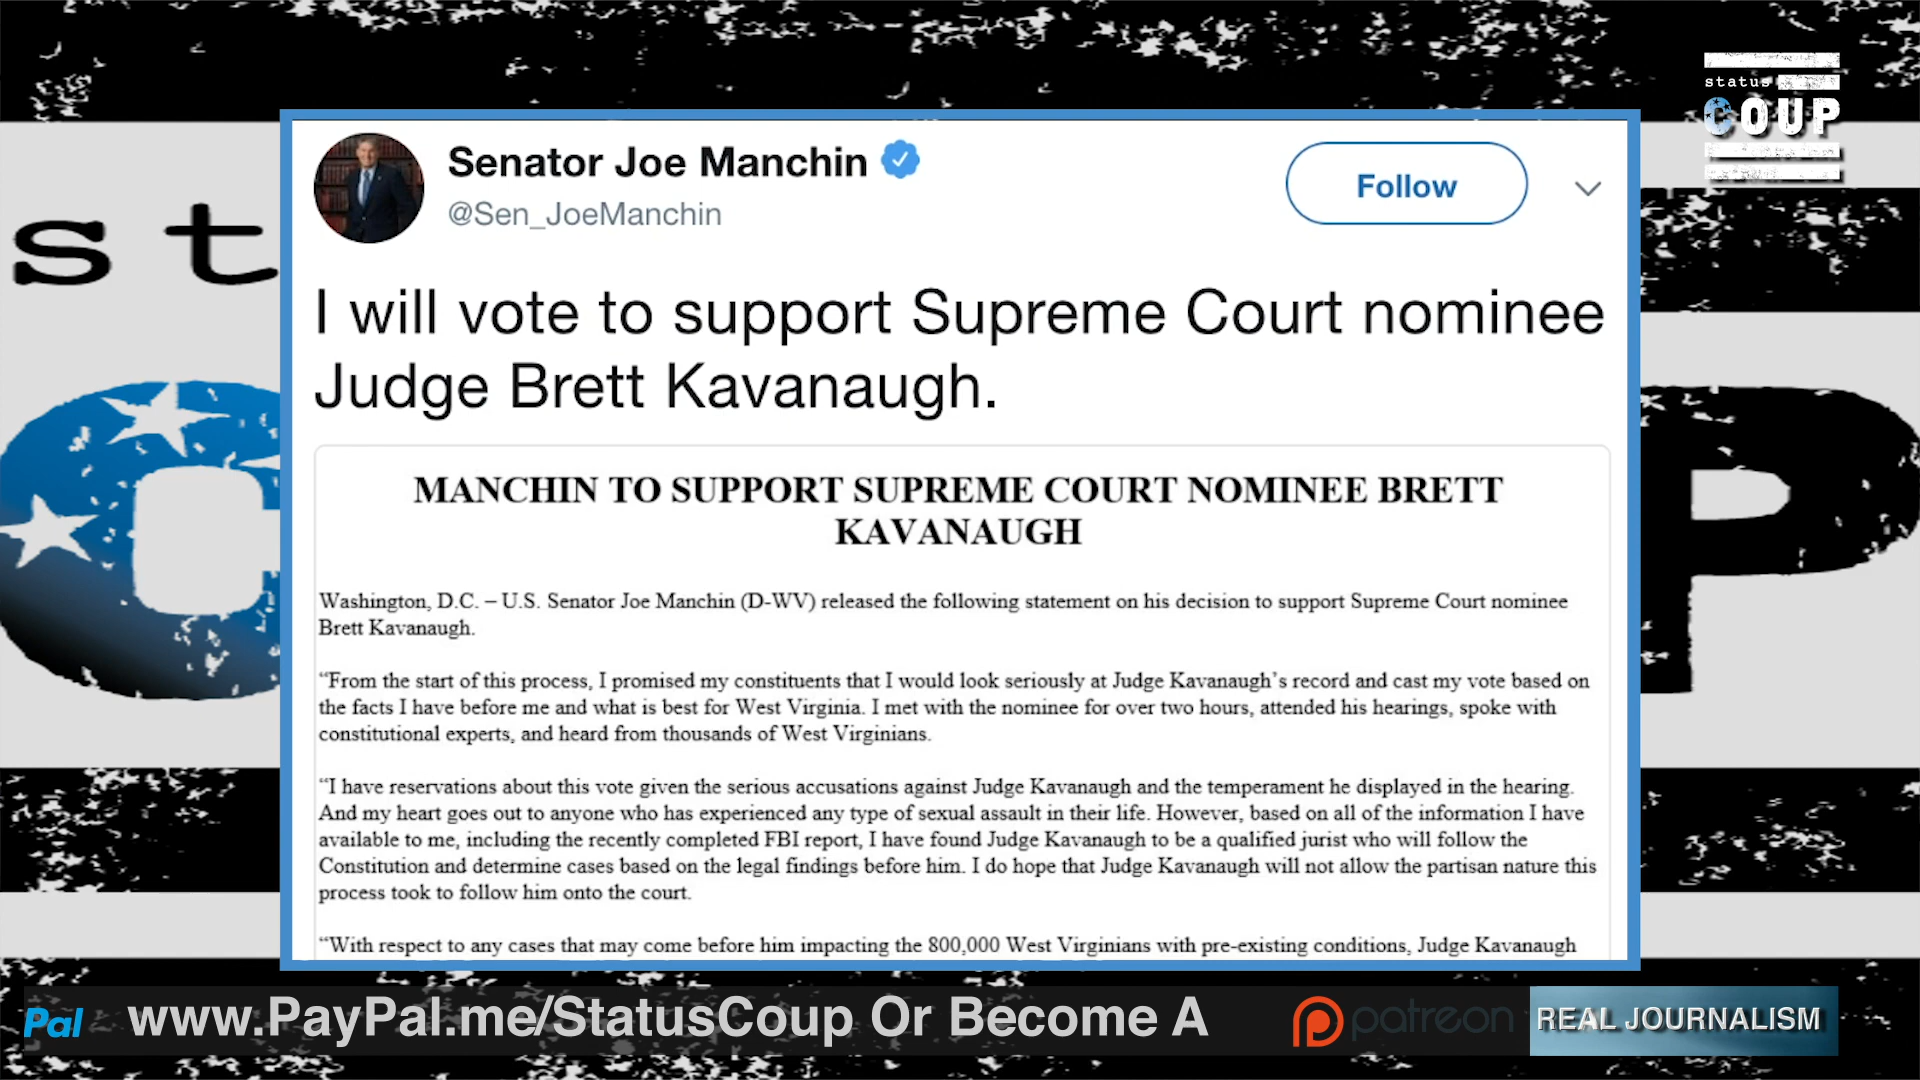 status
COUP
Senator Joe Manchin
@Sen_JoeManchin
Follow
I will vote to support Supreme Court nominee
Judge Brett Kavanaugh.
MANCHIN TO SUPPORT SUPREME COURT NOMINEE BRETT
KAVANAUGH
Washington, D.C. – U.S. Senator Joe Manchin (D-WV) released the following statement on his decision to support Supreme Court nominee
Brett Kavanaugh.
“From the start of this process, I promised my constituents that I would look seriously at Judge Kavanaugh’s record and cast my vote based on
the facts I have before me and what is best for West Virginia. I met with the nominee for over two hours, attended his hearings, spoke with
constitutional experts, and heard from thousands of West Virginians.
“I have reservations about this vote given the serious accusations against Judge Kavanaugh and the temperament he displayed in the hearing.
And my heart goes out to anyone who has experienced any type of sexual assault in their life. However, based on all of the information I have
available to me, including the recently completed FBI report, I have found Judge Kavanaugh to be a qualified jurist who will follow the
Constitution and determine cases based on the legal findings before him. I do hope that Judge Kavanaugh will not allow the partisan nature this
process took to follow him onto the court.
“With respect to any cases that may come before him impacting the 800,000 West Virginians with pre-existing conditions, Judge Kavanaugh
st
C
P
Pal www.PayPal.me/StatusCoup Or Become A patreon
REAL JOURNALISM